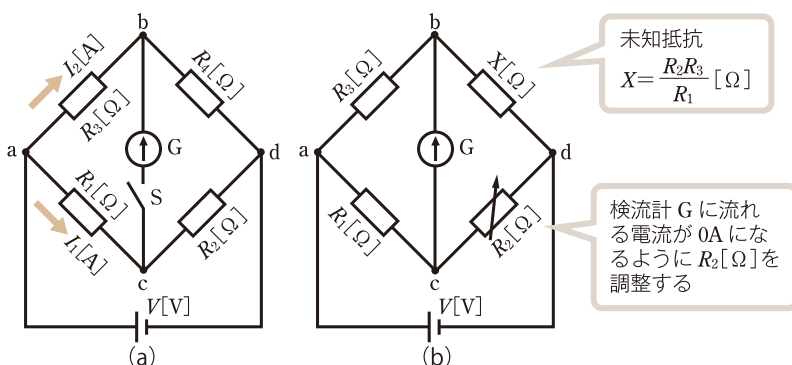 b
I₂[A]
R₃[Ω]
R₄[Ω]
a
G
d
S
R₁[Ω]
I₁[A]
R₂[Ω]
c
V[V]
(a)
b
R₃[Ω]
X[Ω]
a
G
d
R₁[Ω]
R₂[Ω]
c
V[V]
(b)
未知抵抗
X=R₂R₃/R₁[Ω]
検流計 G に流れ
る電流が 0A にな
るように R₂[Ω]を
調整する